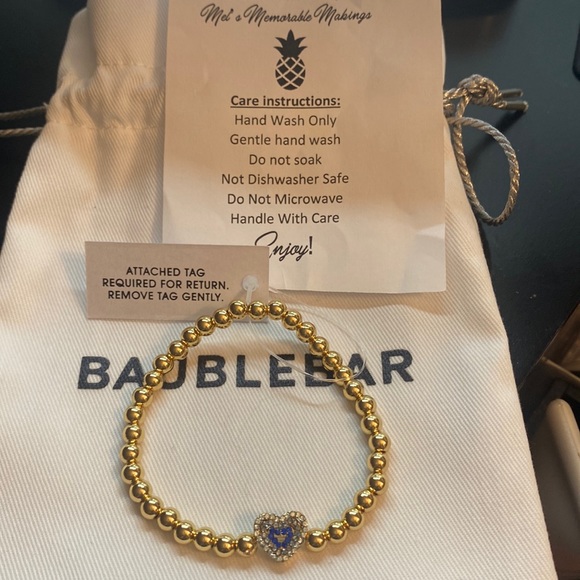 Mel's Memorable Makings
Care instructions:
Hand Wash Only
Gentle hand wash
Do not soak
Not Dishwasher Safe
Do Not Microwave
Handle With Care
Enjoy!
ATTACHED TAG
REQUIRED FOR RETURN.
REMOVE TAG GENTLY.
BAUBLEBAR